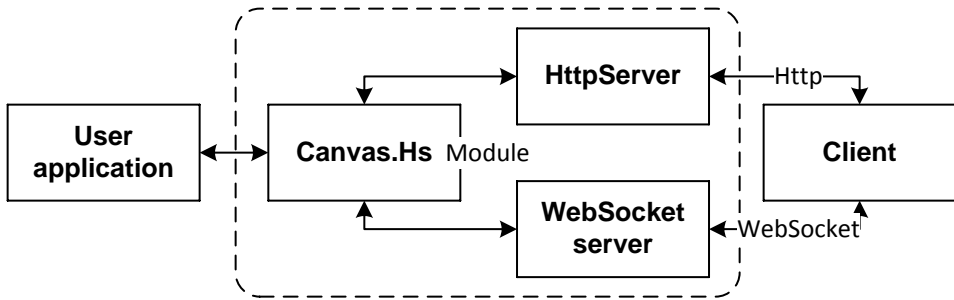 HttpServer
Http
User
application
Canvas.Hs
Module
Client
WebSocket
server
WebSocket